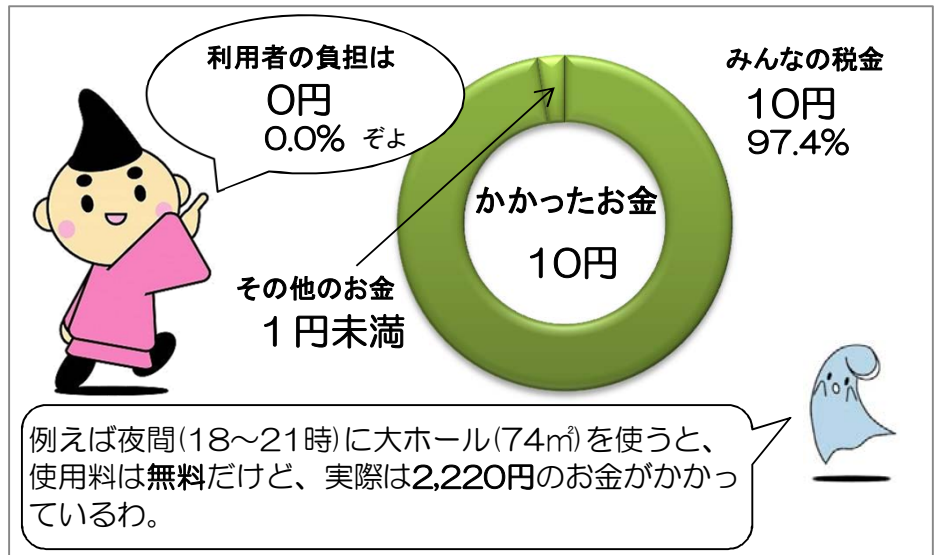 利用者の負担は
0円
0.0% ぞよ
みんなの税金
10円
97.4%
かかったお金
10円
その他のお金
1円未満
例えば夜間(18～21時)に大ホール(74㎡)を使うと、
使用料は無料だけど、実際は2,220円のお金がかかっ
ているわ。